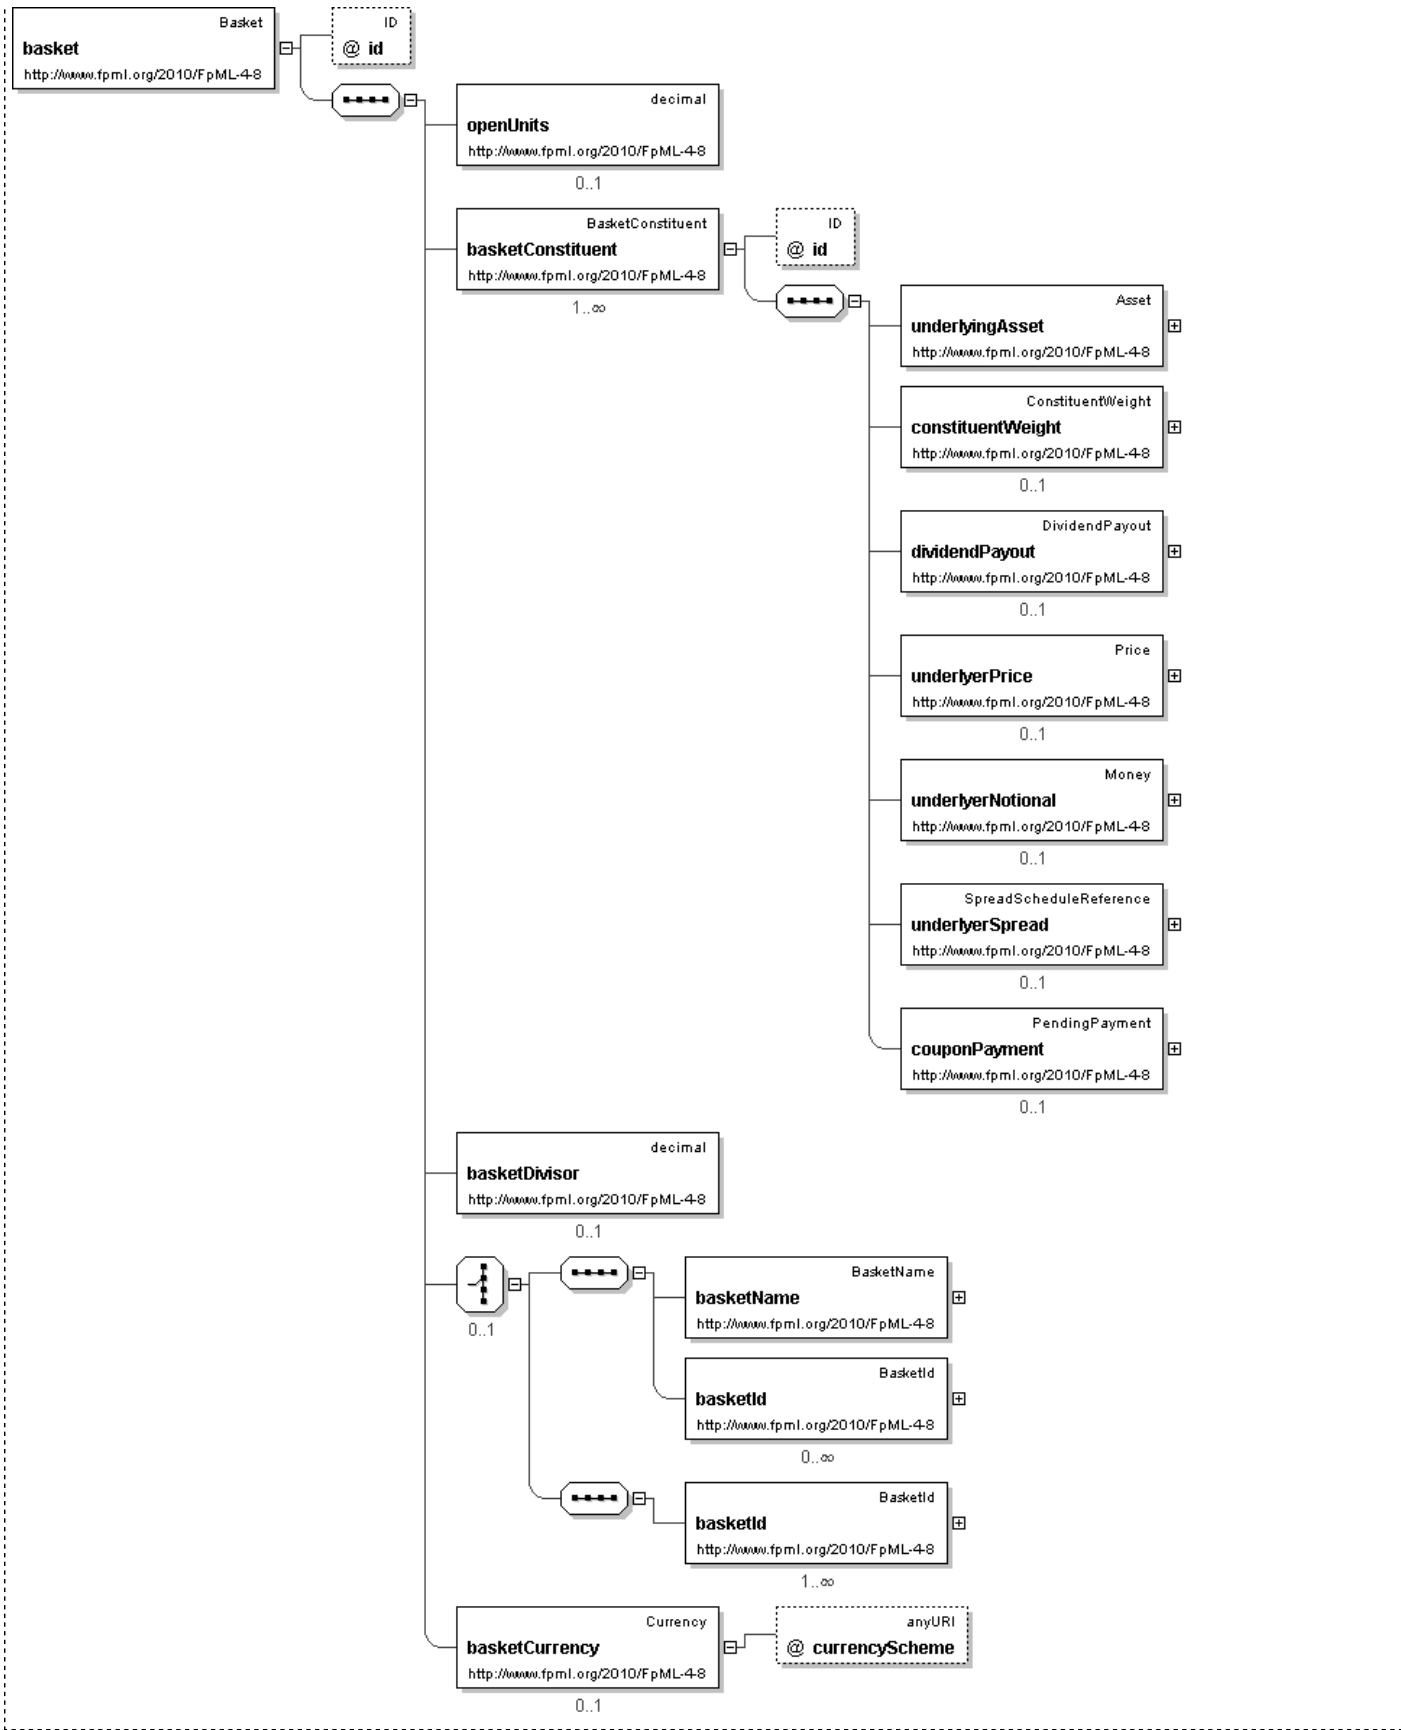 Basket
basket
http://www.fpml.org/2010/FpML-4-8
ID
@ id
decimal
openUnits
http://www.fpml.org/2010/FpML-4-8
0..1
BasketConstituent
basketConstituent
http://www.fpml.org/2010/FpML-4-8
1..∞
ID
@ id
Asset
underlyingAsset
http://www.fpml.org/2010/FpML-4-8
ConstituentWeight
constituentWeight
http://www.fpml.org/2010/FpML-4-8
0..1
DividendPayout
dividendPayout
http://www.fpml.org/2010/FpML-4-8
0..1
Price
underlyerPrice
http://www.fpml.org/2010/FpML-4-8
0..1
Money
underlyerNotional
http://www.fpml.org/2010/FpML-4-8
0..1
SpreadScheduleReference
underlyerSpread
http://www.fpml.org/2010/FpML-4-8
0..1
PendingPayment
couponPayment
http://www.fpml.org/2010/FpML-4-8
0..1
decimal
basketDivisor
http://www.fpml.org/2010/FpML-4-8
0..1
0..1
BasketName
basketName
http://www.fpml.org/2010/FpML-4-8
BasketId
basketId
http://www.fpml.org/2010/FpML-4-8
0..∞
BasketId
basketId
http://www.fpml.org/2010/FpML-4-8
1..∞
Currency
basketCurrency
http://www.fpml.org/2010/FpML-4-8
0..1
anyURI
@ currencyScheme